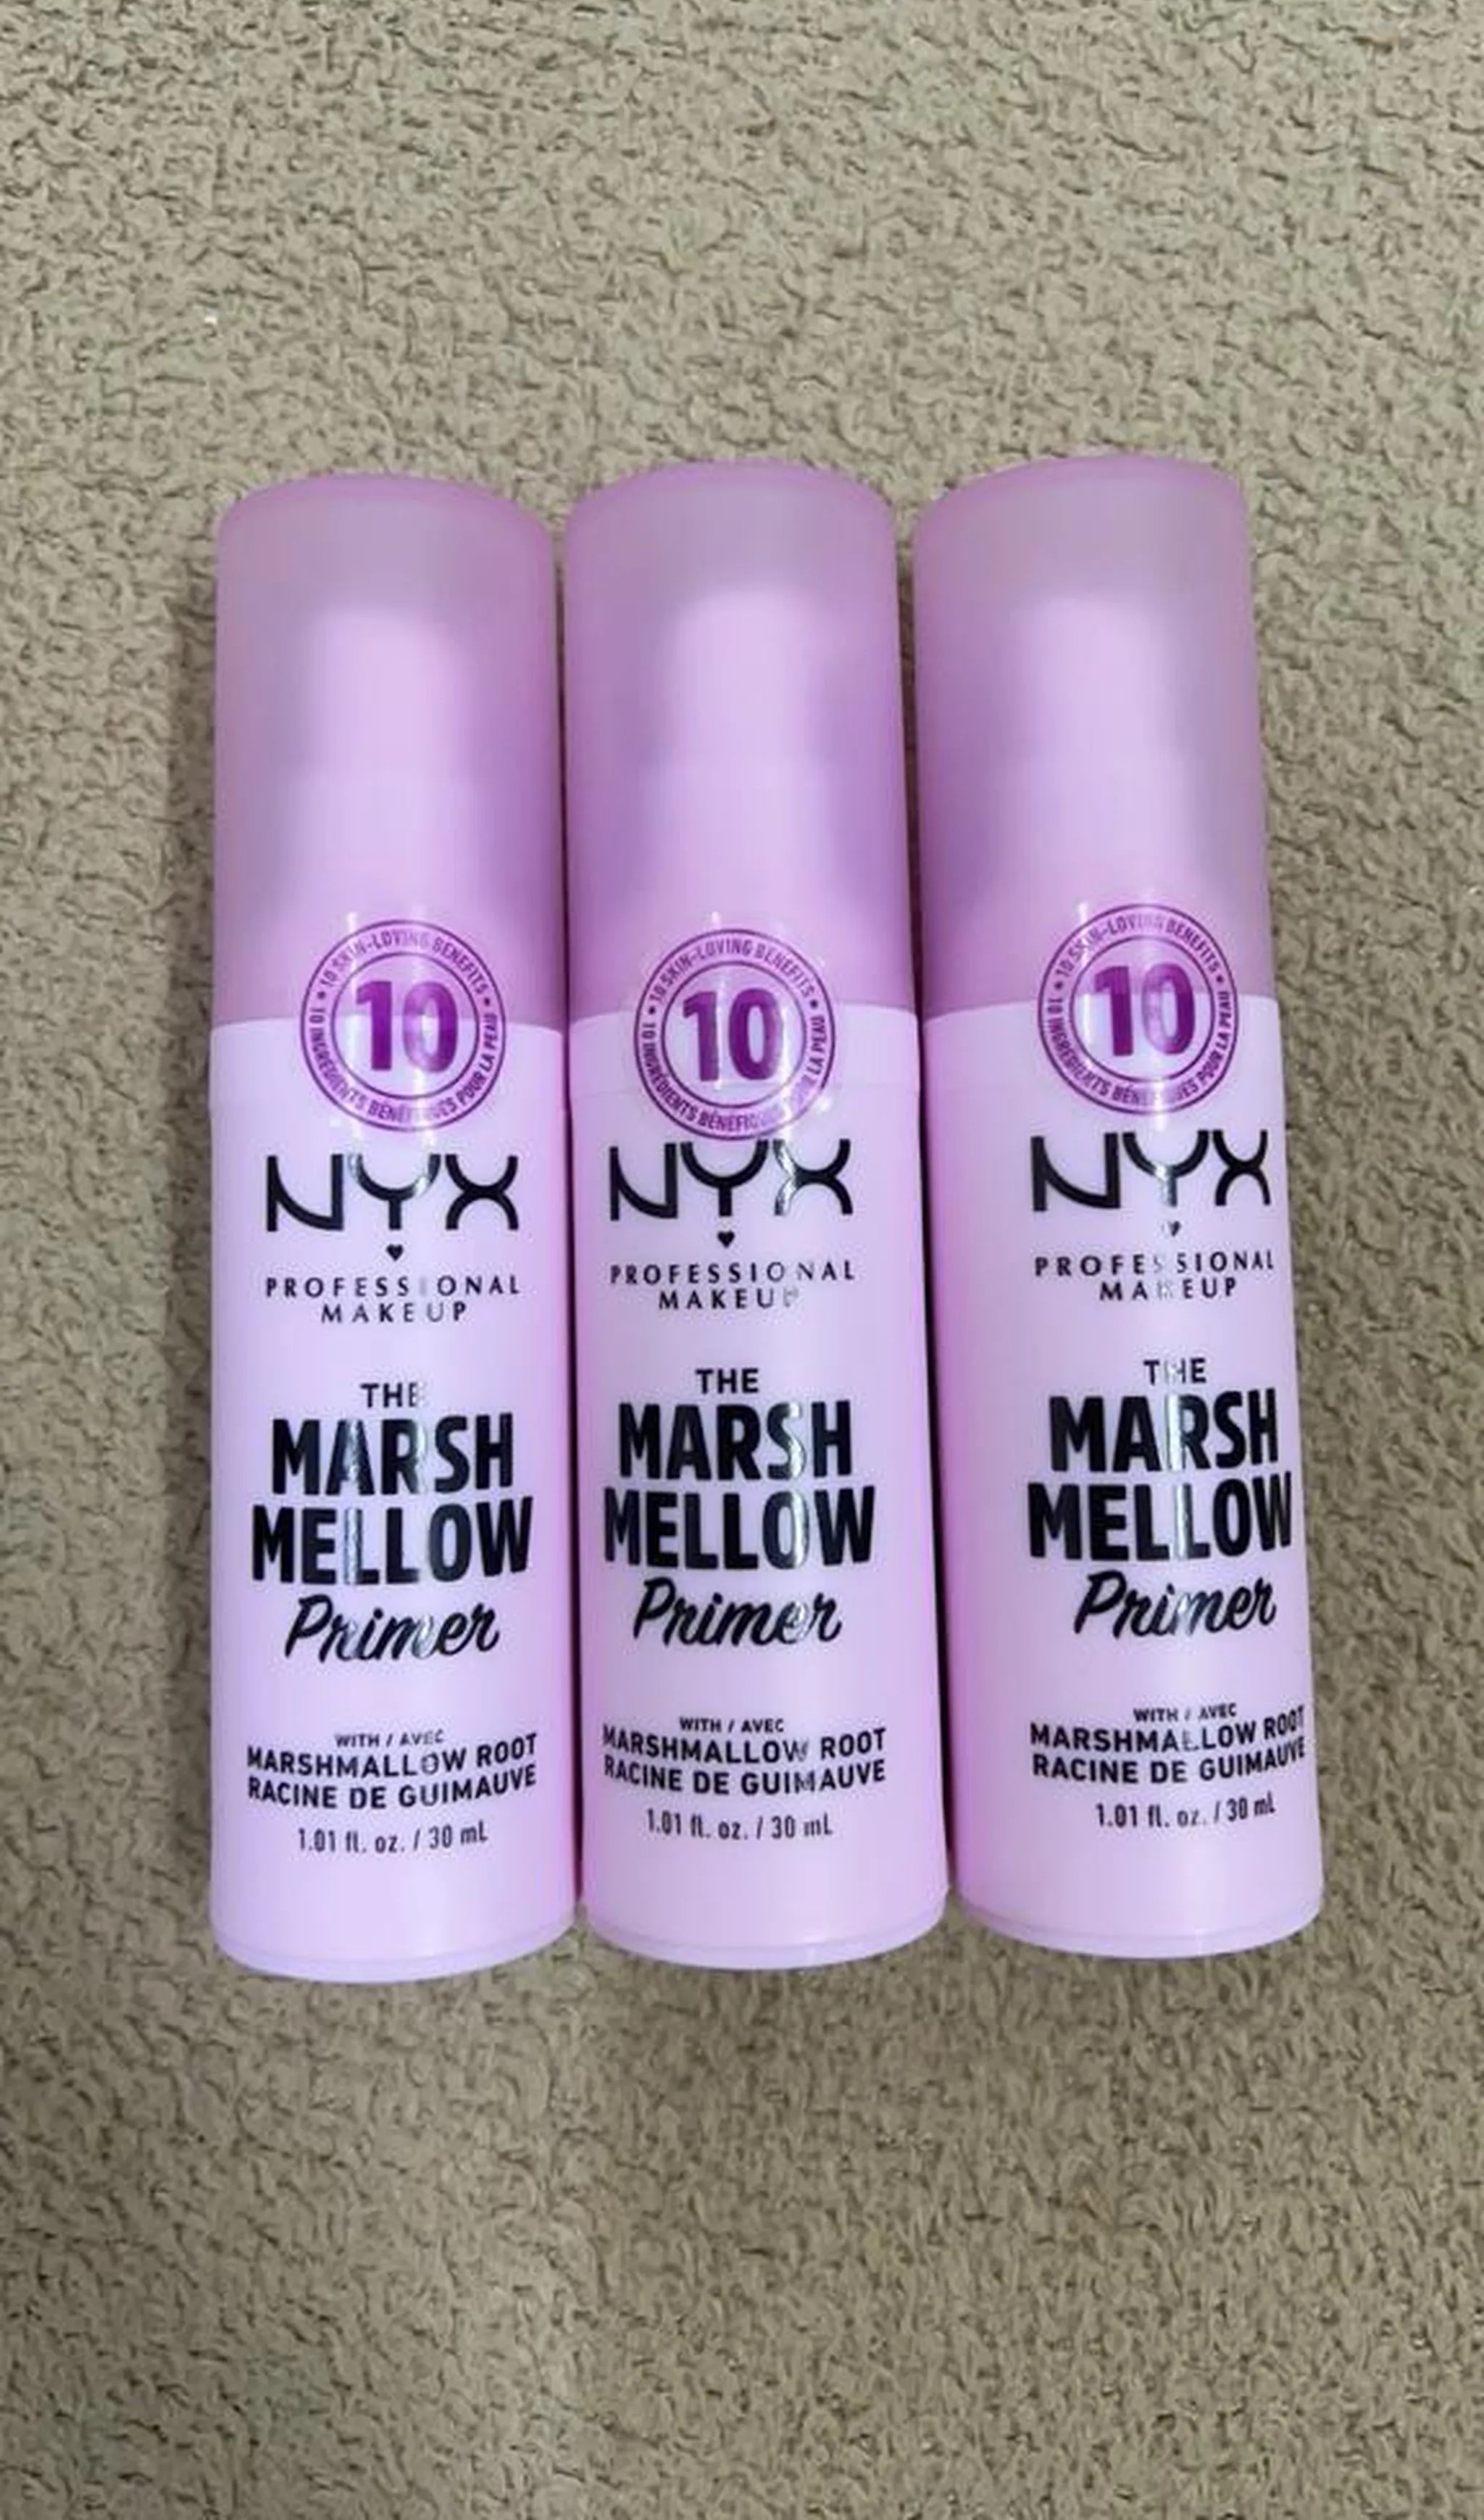 10 SKIN-LOVING BENEFITS
10
10 INGRÉDIENTS BÉNÉFIQUES POUR LA PEAU
NYX
PROFESSIONAL
MAKEUP
THE
MARSH
MELLOW
Primer
WITH / AVEC
MARSHMALLOW ROOT
RACINE DE GUIMAUVE
1.01 fl. oz. / 30 mL
10 SKIN-LOVING BENEFITS
10
10 INGRÉDIENTS BÉNÉFIQUES POUR LA PEAU
NYX
PROFESSIONAL
MAKEUP
THE
MARSH
MELLOW
Primer
WITH / AVEC
MARSHMALLOW ROOT
RACINE DE GUIMAUVE
1.01 fl. oz. / 30 mL
10 SKIN-LOVING BENEFITS
10
10 INGRÉDIENTS BÉNÉFIQUES POUR LA PEAU
NYX
PROFESSIONAL
MAKEUP
THE
MARSH
MELLOW
Primer
WITH / AVEC
MARSHMALLOW ROOT
RACINE DE GUIMAUVE
1.01 fl. oz. / 30 mL